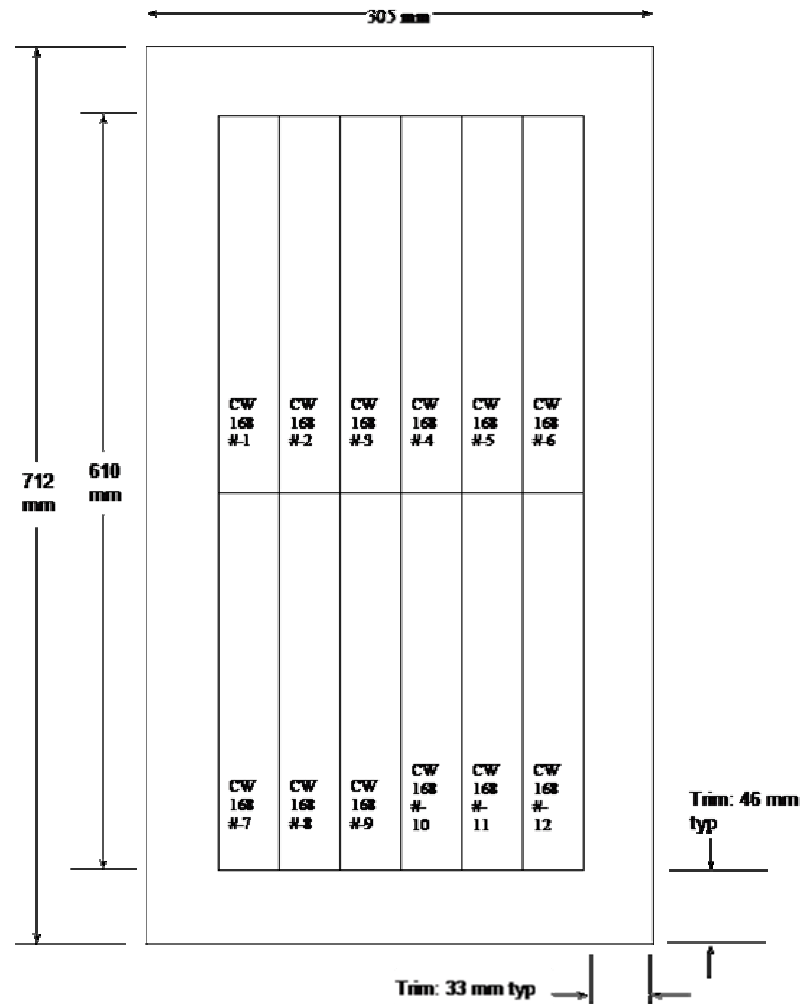 305 mm
CW
168
#-1
CW
168
#-2
CW
168
#-3
CW
168
#-4
CW
168
#-5
CW
168
#-6
712
mm
610
mm
CW
168
#-7
CW
168
#-8
CW
168
#-9
CW
168
#-
10
CW
168
#-
11
CW
168
#-
12
Trim: 46 mm
typ
Trim: 33 mm typ